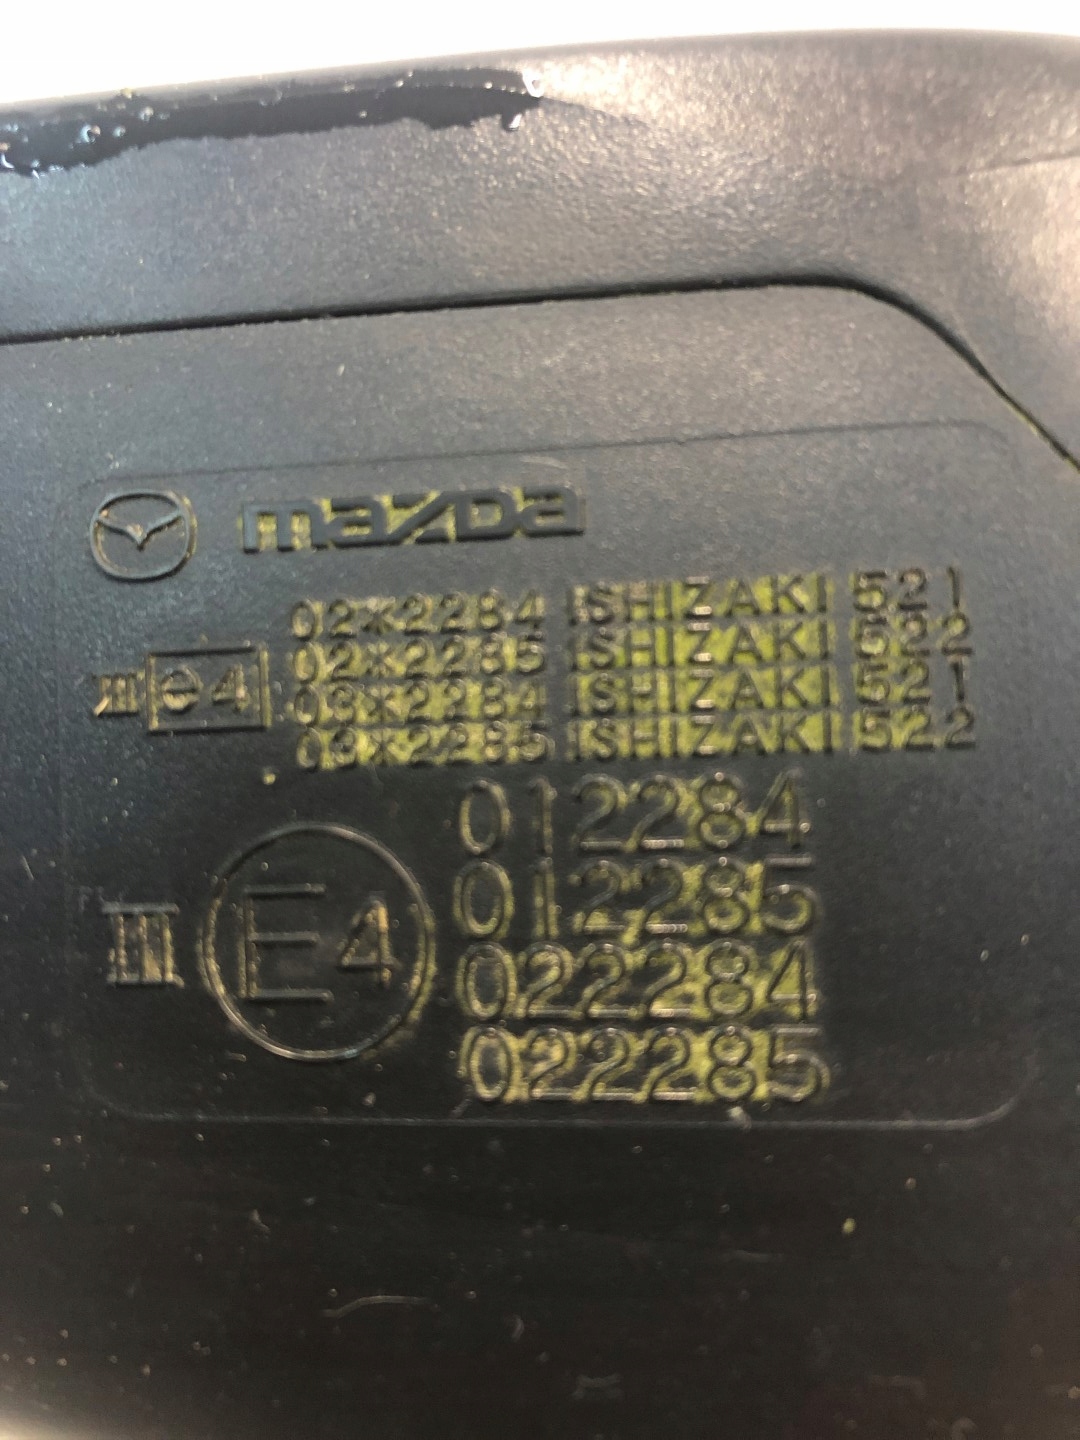 mazda
02*2284 ISHIZAKI 521
02*2285 ISHIZAKI 522
III e4 03*2284 ISHIZAKI 521
03*2285 ISHIZAKI 522
012284
012285
III E4 022284
022285